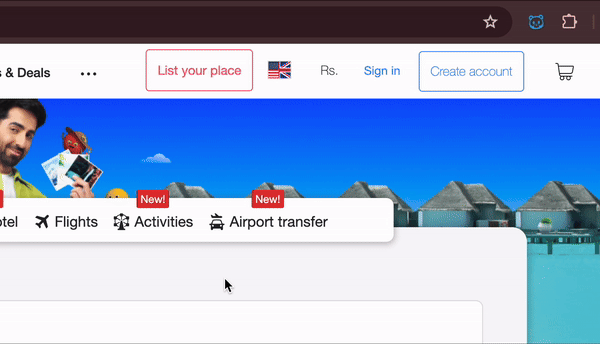 s & Deals
•••
List your place
Rs.
Sign in
Create account
New!
New!
otel
Flights
Activities
Airport transfer